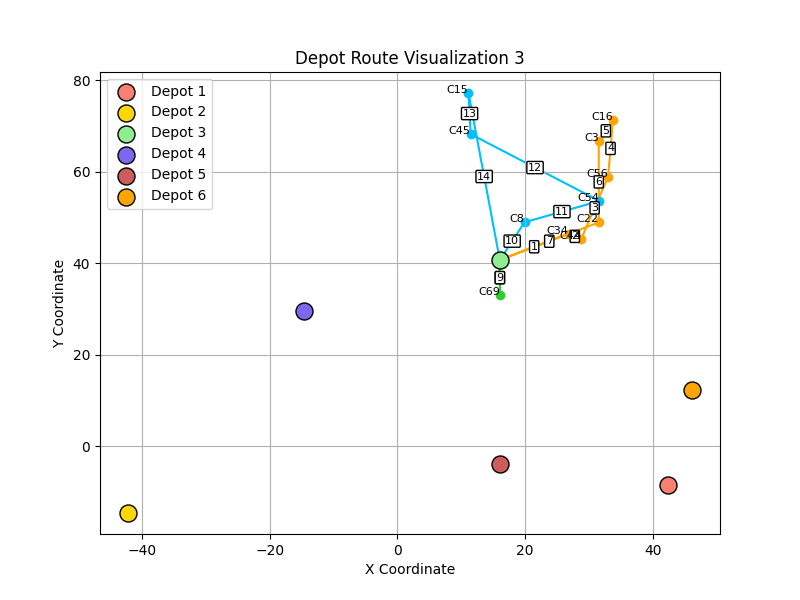 Depot Route Visualization 3
Depot 1
Depot 2
Depot 3
Depot 4
Depot 5
Depot 6
Y Coordinate
80
60
40
20
0
C15
C16
13
C45
5
C3
4
12
14
C56
6
C54
3
11
C8
C22
C34
10
7
1
9
C69
−40
−20
0
20
40
X Coordinate